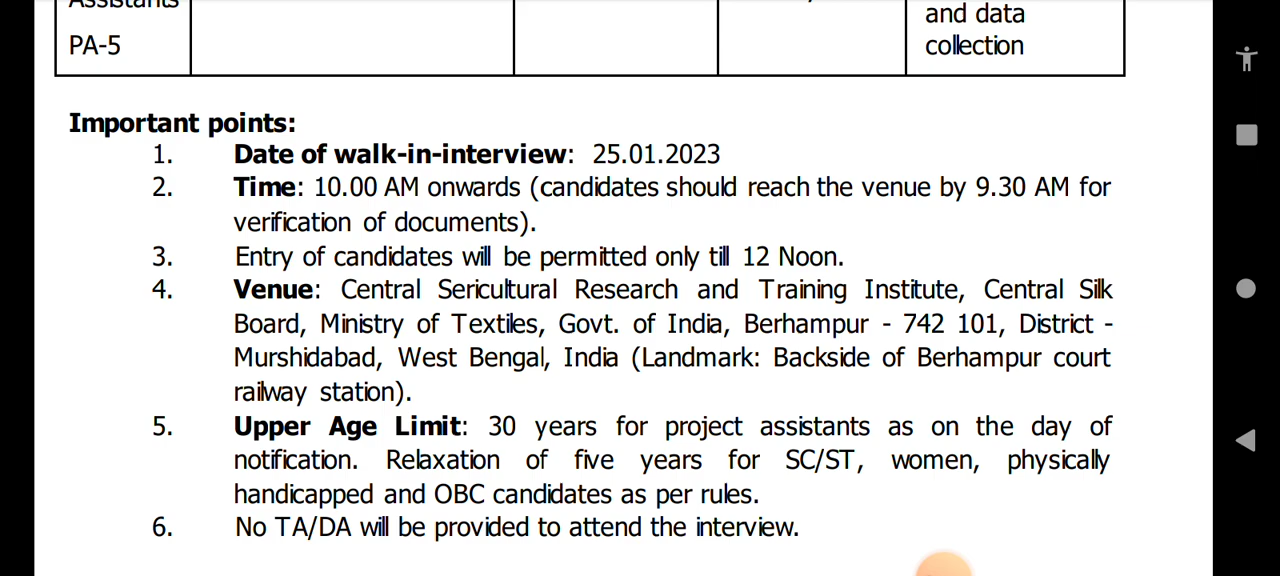 Assistants
PA-5
and data
collection
Important points:
1. Date of walk-in-interview: 25.01.2023
2. Time: 10.00 AM onwards (candidates should reach the venue by 9.30 AM for
verification of documents).
3. Entry of candidates will be permitted only till 12 Noon.
4. Venue: Central Sericultural Research and Training Institute, Central Silk
Board, Ministry of Textiles, Govt. of India, Berhampur - 742 101, District -
Murshidabad, West Bengal, India (Landmark: Backside of Berhampur court
railway station).
5. Upper Age Limit: 30 years for project assistants as on the day of
notification. Relaxation of five years for SC/ST, women, physically
handicapped and OBC candidates as per rules.
6. No TA/DA will be provided to attend the interview.